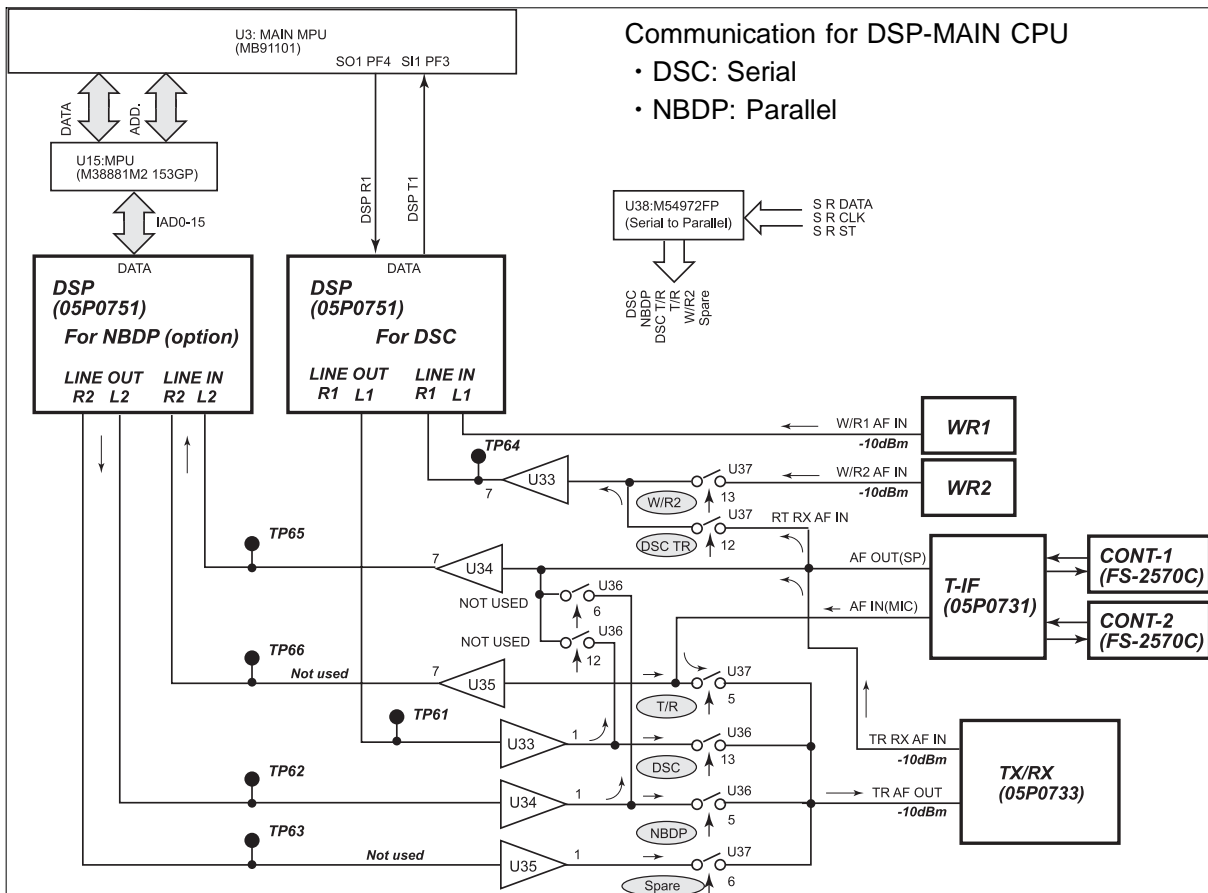 U3: MAIN MPU
(MB91101)
SO1 PF4 SI1 PF3
Communication for DSP-MAIN CPU
・DSC: Serial
・NBDP: Parallel
DATA
ADD.
U15:MPU
(M38881M2 153GP)
IAD0-15
DSP R1
DSP T1
U38:M54972FP
(Serial to Parallel)
S R DATA
S R CLK
S R ST
DSC
NBDP
DSC T/R
T/R
W/R2
Spare
DATA
DSP
(05P0751)
For NBDP (option)
LINE OUT LINE IN
R2 L2 R2 L2
DATA
DSP
(05P0751)
For DSC
LINE OUT LINE IN
R1 L1 R1 L1
W/R1 AF IN
-10dBm
WR1
TP64
7
U33
U37
W/R2
13
W/R2 AF IN
-10dBm
WR2
U37
DSC TR
12
RT RX AF IN
TP65
7
U34
AF OUT(SP)
T-IF
(05P0731)
CONT-1
(FS-2570C)
CONT-2
(FS-2570C)
NOT USED
U36
6
AF IN(MIC)
NOT USED
U36
12
TP66
Not used
7
U35
U37
T/R
5
TP61
U33
1
U36
DSC
13
TR RX AF IN
-10dBm
TX/RX
(05P0733)
TP62
U34
1
U36
NBDP
5
TR AF OUT
-10dBm
TP63
Not used
U35
1
U37
Spare
6